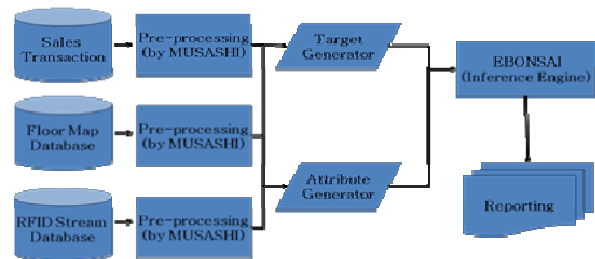 Sales
Transaction
Pre-processing
(by MUSASHI)
Target
Generator
EBONSAI
(Inference Engine)
Floor Map
Database
Pre-processing
(by MUSASHI)
Attribute
Generator
RFID Stream
Database
Pre-processing
(by MUSASHI)
Reporting